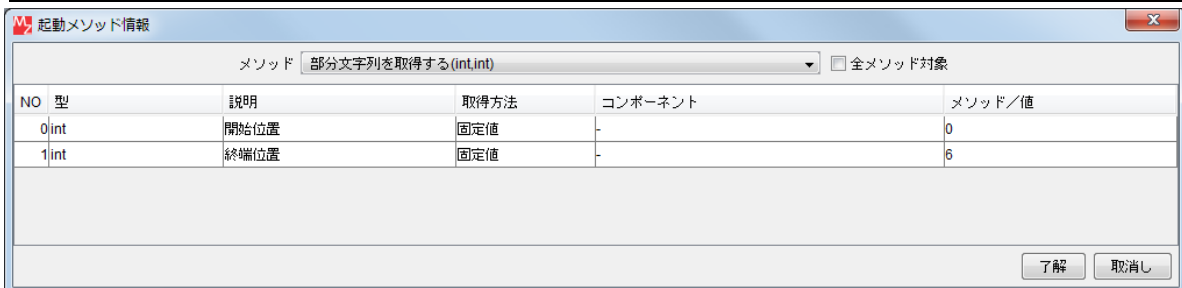 起動メソッド情報
メソッド 部分文字列を取得する(int,int) 全メソッド対象
NO 型 説明 取得方法 コンポーネント メソッド／値
0 int 開始位置 固定値 - 0
1 int 終端位置 固定値 - 6
了解 取消し